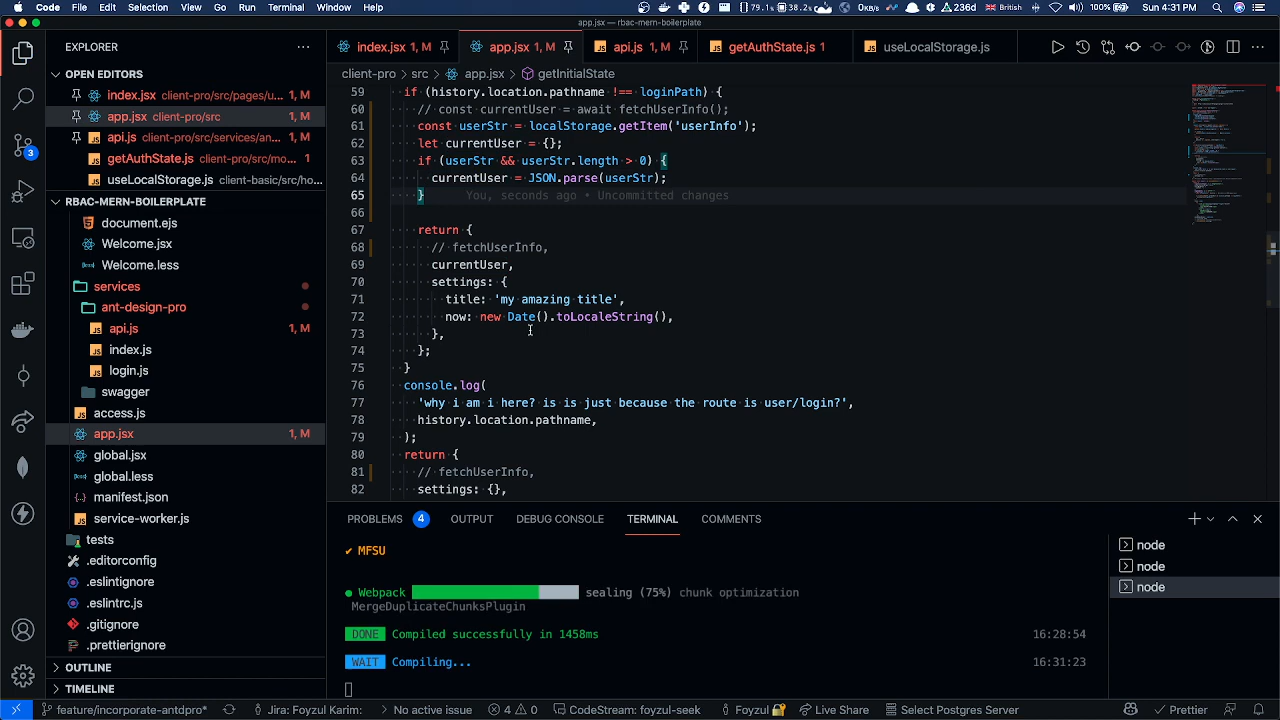 Code File Edit Selection View Go Run Terminal Window Help
291.5 38.2s 236d British 100% Sun 4:31 PM
app.jsx — rbac-mern-boilerplate
EXPLORER
OPEN EDITORS
index.jsx client-pro/src/pages/u... 1, M
app.jsx client-pro/src 1, M
api.js client-pro/src/services/an... 1, M
getAuthState.js client-pro/src/mo... 1
useLocalStorage.js client-basic/src/ho...
RBAC-MERN-BOILERPLATE
document.ejs
Welcome.jsx
Welcome.less
services
ant-design-pro
api.js 1, M
index.js
login.js
swagger
access.js
app.jsx 1, M
global.jsx
global.less
manifest.json
service-worker.js
tests
.editorconfig
.eslintignore
.eslintrc.js
.gitignore
.prettierignore
OUTLINE
TIMELINE
3
index.jsx 1, M
app.jsx 1, M
api.js 1, M
getAuthState.js 1
useLocalStorage.js
client-pro > src > app.jsx > getInitialState
59 if (history.location.pathname !== loginPath) {
60 // const currentUser = await fetchUserInfo();
61 const userStr = localStorage.getItem('userInfo');
62 let currentUser = {};
63 if (userStr && userStr.length > 0) {
64 currentUser = JSON.parse(userStr);
65 } You, seconds ago • Uncommitted changes
66
67 return {
68 // fetchUserInfo,
69 currentUser,
70 settings: {
71 title: 'my amazing title',
72 now: new Date().toLocaleString(),
73 },
74 };
75 }
76 console.log(
77 'why i am i here? is is just because the route is user/login?',
78 history.location.pathname,
79 );
80 return {
81 // fetchUserInfo,
82 settings: {},
PROBLEMS 4 OUTPUT DEBUG CONSOLE TERMINAL COMMENTS
✔ MFSU
● Webpack sealing (75%) chunk optimization
MergeDuplicateChunksPlugin
DONE Compiled successfully in 1458ms 16:28:54
WAIT Compiling... 16:31:23
node
node
node
feature/incorporate-antdpro* Jira: Foyzul Karim: No active issue 4 0 CodeStream: foyzul-seek Foyzul Live Share Select Postgres Server Prettier